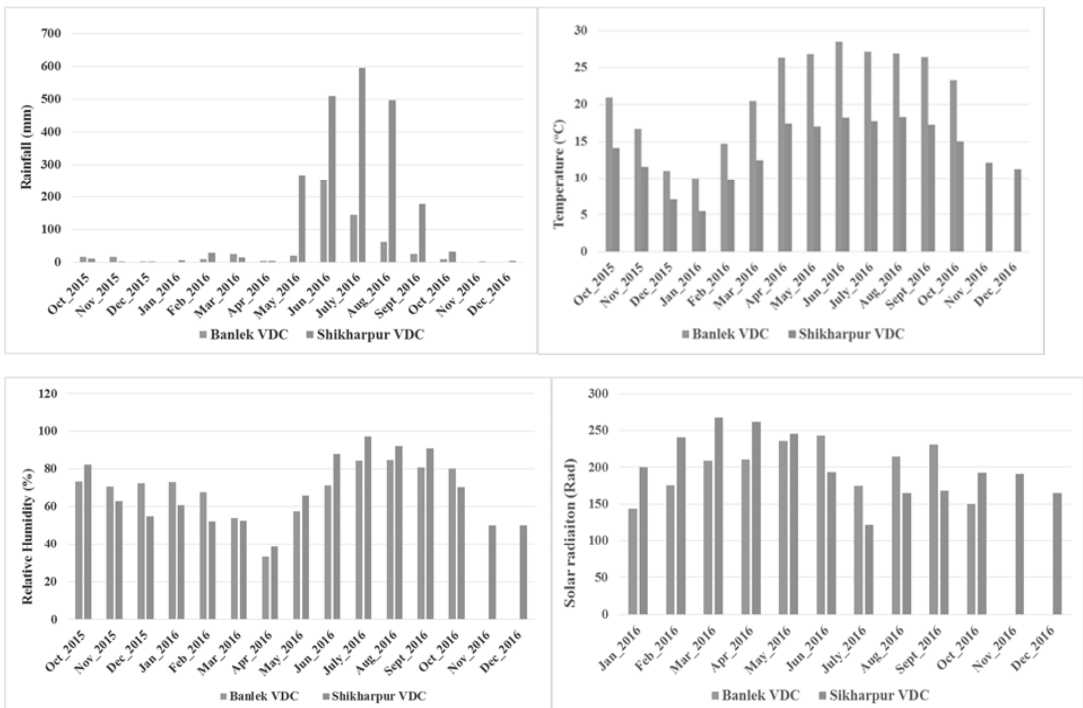 700
600
500
400
300
200
100
0
Rainfall (mm)
Oct_2015
Nov_2015
Dec_2015
Jan_2016
Feb_2016
Mar_2016
Apr_2016
May_2016
Jun_2016
July_2016
Aug_2016
Sept_2016
Oct_2016
Nov_2016
Dec_2016
Banlek VDC Shikharpur VDC
30
25
20
15
10
5
0
Temperature (°C)
Oct_2015
Nov_2015
Dec_2015
Jan_2016
Feb_2016
Mar_2016
Apr_2016
May_2016
Jun_2016
July_2016
Aug_2016
Sept_2016
Oct_2016
Nov_2016
Dec_2016
Banlek VDC Shikharpur VDC
120
100
80
60
40
20
0
Relative Humidity (%)
Oct_2015
Nov_2015
Dec_2015
Jan_2016
Feb_2016
Mar_2016
Apr_2016
May_2016
Jun_2016
July_2016
Aug_2016
Sept_2016
Oct_2016
Nov_2016
Dec_2016
Banlek VDC Shikharpur VDC
300
250
200
150
100
50
0
Solar radiaiton (Rad)
Jan_2016
Feb_2016
Mar_2016
Apr_2016
May_2016
Jun_2016
July_2016
Aug_2016
Sept_2016
Oct_2016
Nov_2016
Dec_2016
Banlek VDC Sikharpur VDC